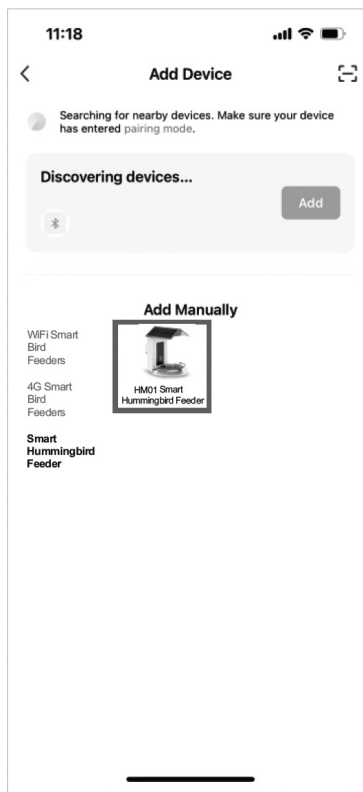 11:18
Add Device
Searching for nearby devices. Make sure your device
has entered pairing mode.
Discovering devices...
Add
Add Manually
WiFi Smart
Bird
Feeders
4G Smart
Bird
Feeders
Smart
Hummingbird
Feeder
HM01 Smart
Hummingbird Feeder